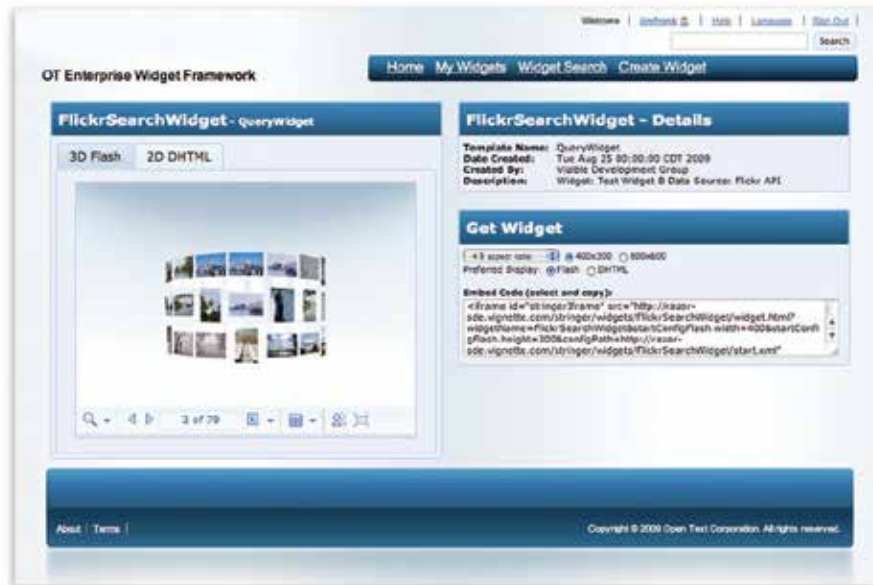 Welcome | | Help | Language | Sign Out |
Search
OT Enterprise Widget Framework
Home My Widgets Widget Search Create Widget
FlickrSearchWidget - QueryWidget
3D Flash 2D DHTML
3 of 79
FlickrSearchWidget - Details
Template Name: QueryWidget
Date Created: Tue Aug 25 00:00:00 CDT 2009
Created By: Visible Development Group
Description: Widget: Test Widget 8 Data Source: Flickr API
Get Widget
aspect ratio 400x300 800x600
Preferred Display: Flash DHTML
Embed Code (select and copy):
<iframe id="stringerIframe" src="http://
sde.vignette.com/stringer/widgets/FlickrSearchWidget/widget.html?
widgetName=FlickrSearchWidget&startConfigFlash.width=400&startConfi
gFlash.height=300&configPath=http://
sde.vignette.com/stringer/widgets/FlickrSearchWidget/start.xml"
About | Terms |
Copyright © 2009 Open Text Corporation. All rights reserved.